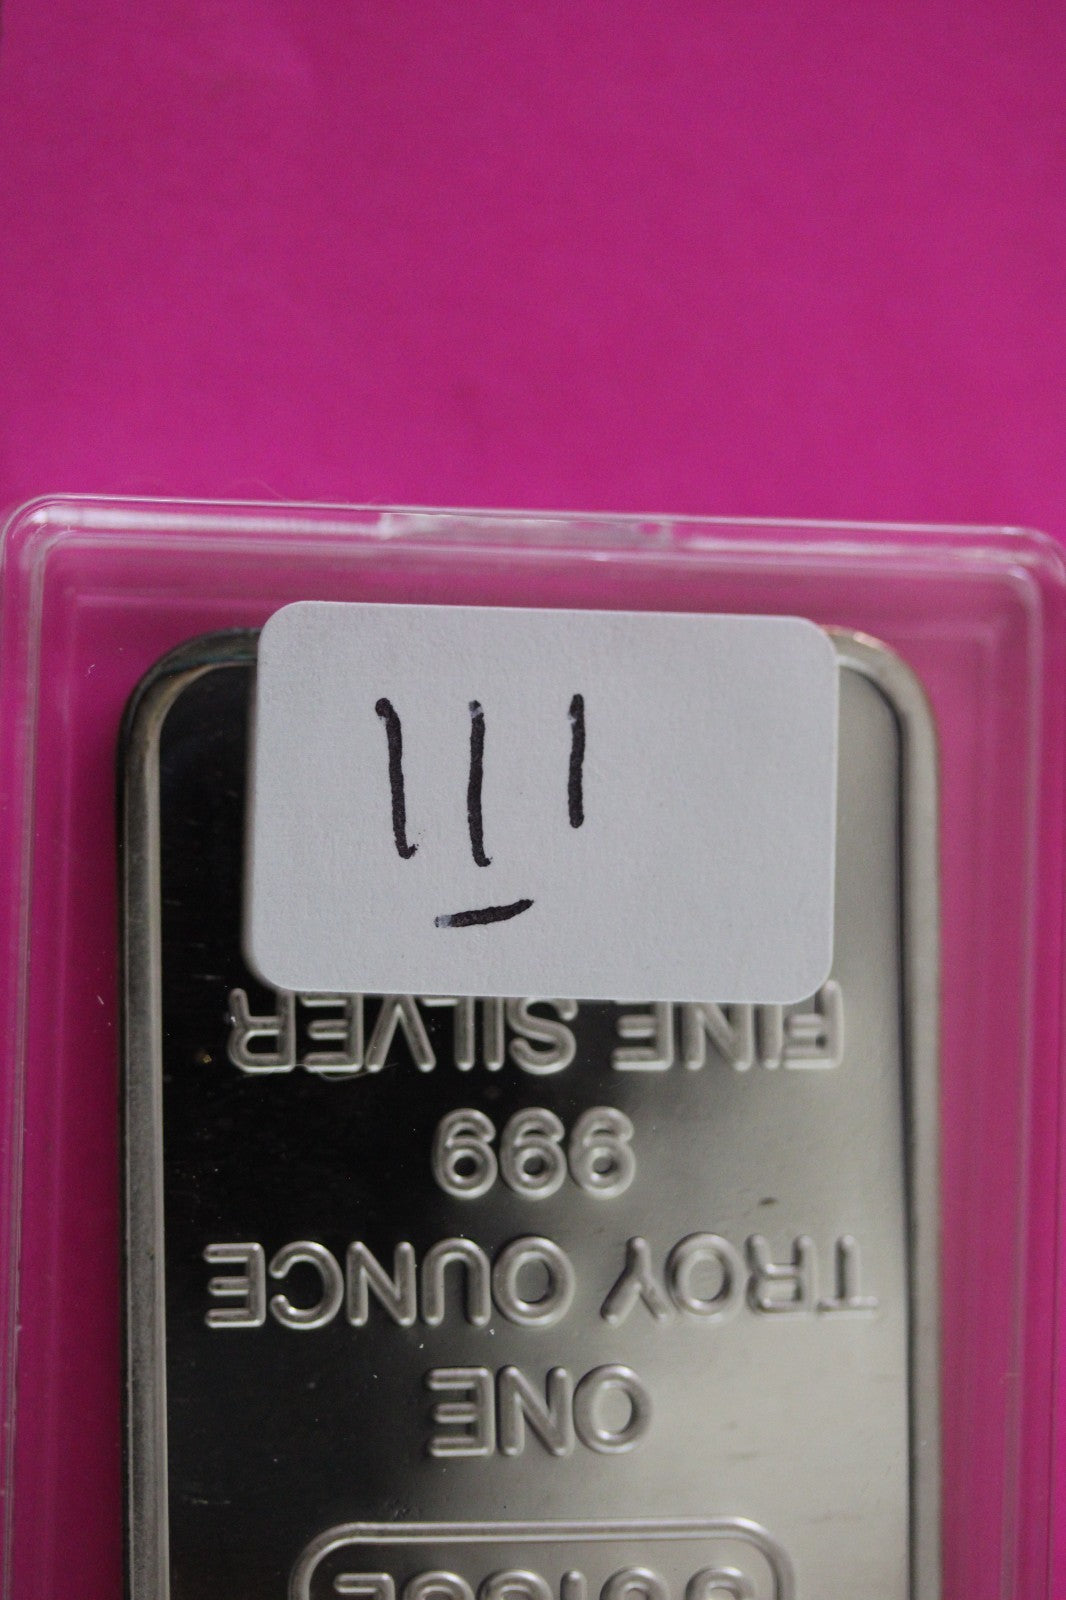 111
ONE
TROY OUNCE
999
FINE SILVER